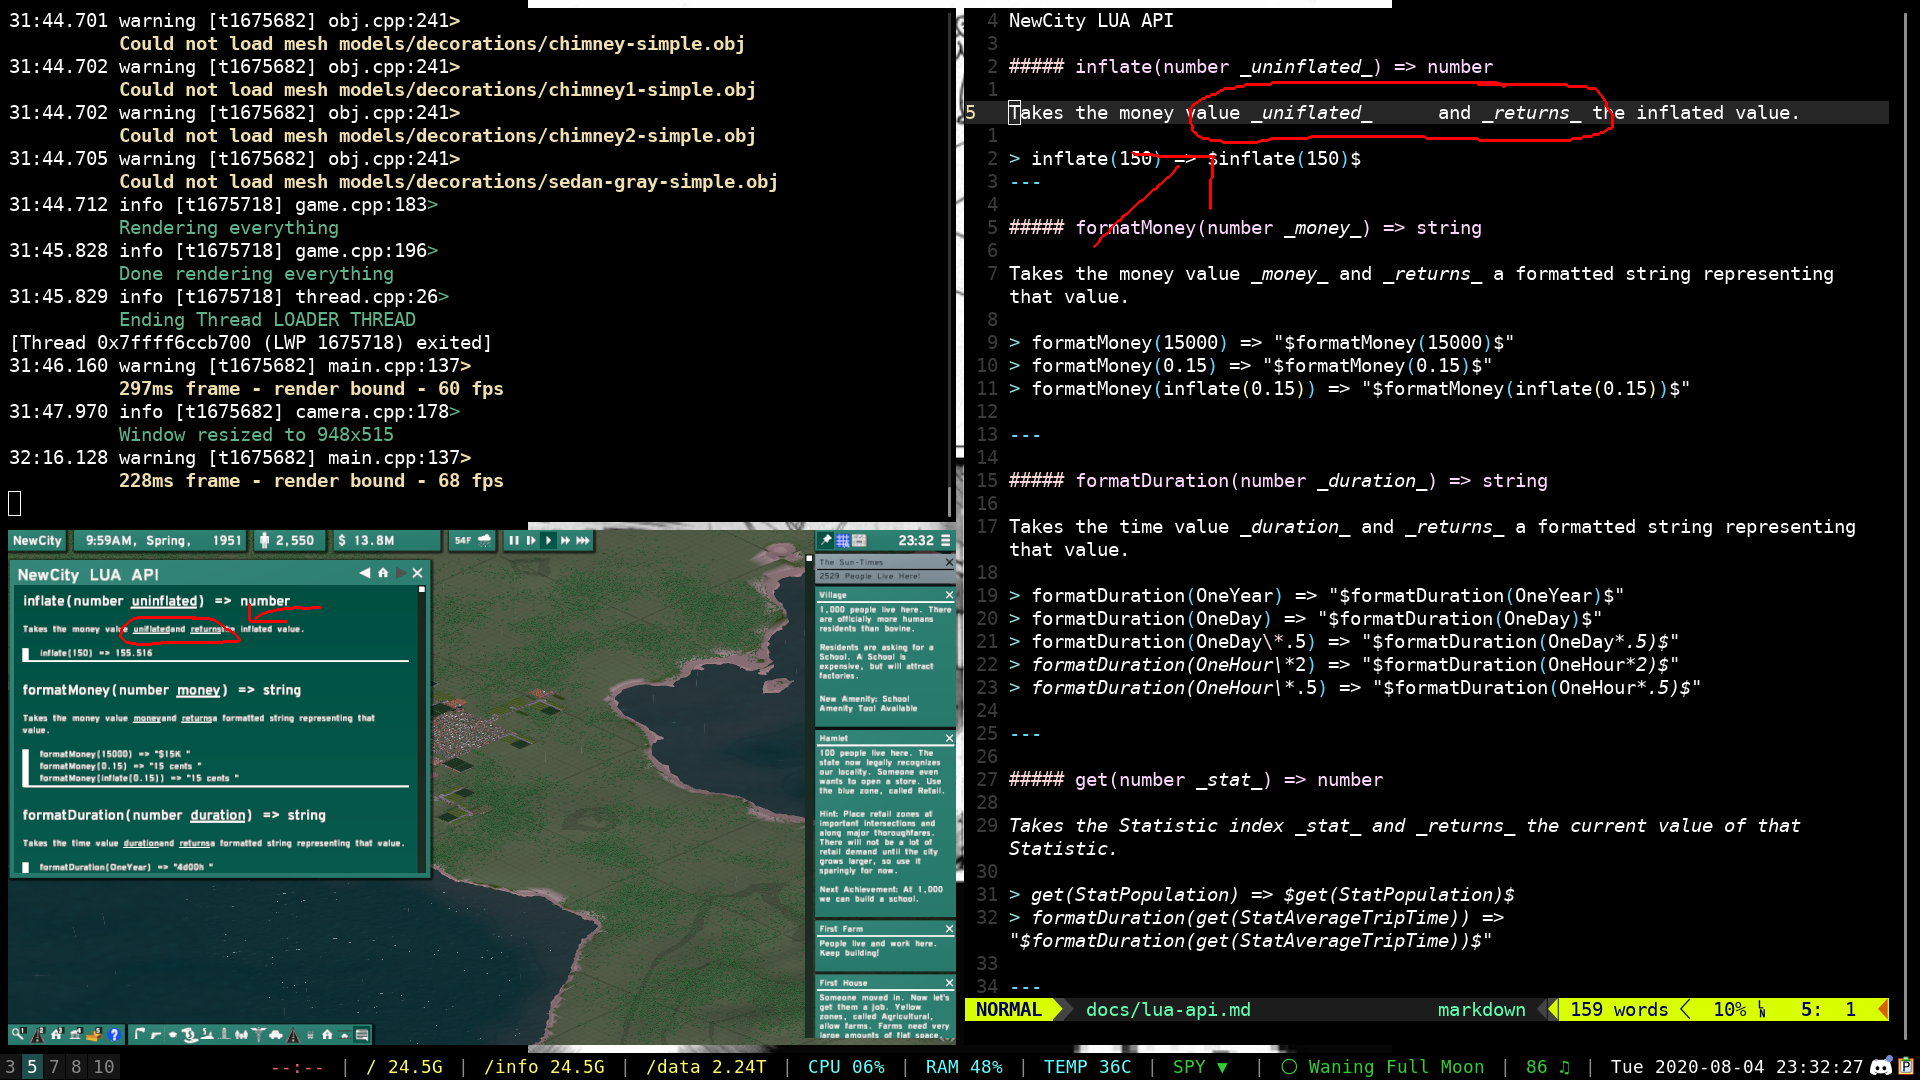 31:44.701 warning [t1675682] obj.cpp:241>
Could not load mesh models/decorations/chimney-simple.obj
31:44.702 warning [t1675682] obj.cpp:241>
Could not load mesh models/decorations/chimney1-simple.obj
31:44.702 warning [t1675682] obj.cpp:241>
Could not load mesh models/decorations/chimney2-simple.obj
31:44.705 warning [t1675682] obj.cpp:241>
Could not load mesh models/decorations/sedan-gray-simple.obj
31:44.712 info [t1675718] game.cpp:183>
Rendering everything
31:45.828 info [t1675718] game.cpp:196>
Done rendering everything
31:45.829 info [t1675718] thread.cpp:26>
Ending Thread LOADER THREAD
[Thread 0x7ffff6ccb700 (LWP 1675718) exited]
31:46.160 warning [t1675682] main.cpp:137>
297ms frame - render bound - 60 fps
31:47.970 info [t1675682] camera.cpp:178>
Window resized to 948x515
32:16.128 warning [t1675682] main.cpp:137>
228ms frame - render bound - 68 fps
NewCity 9:59AM, Spring, 1951 2,550 $ 13.8M 54F 23:32
NewCity LUA API
inflate(number uninflated) => number
Takes the money value uniflatedand returnsthe inflated value.
inflate(150) => 155.516
formatMoney(number money) => string
Takes the money value moneyand returnsa formatted string representing that
value.
formatMoney(15000) => "$15K "
formatMoney(0.15) => "15 cents "
formatMoney(inflate(0.15)) => "15 cents "
formatDuration(number duration) => string
Takes the time value durationand returnsa formatted string representing that value.
formatDuration(OneYear) => "4d00h "
The Sun-Times
2529 People Live Here!
Village
1,000 people live here. There
are officially more humans
residents than bovine.
Residents are asking for a
School. A School is
expensive, but will attract
factories.
New Amenity: School
Amenity Tool Available
Hamlet
100 people live here. The
state now legally recognizes
our locality. Someone even
wants to open a store. Use
the blue zone, called Retail.
Hint: Place retail zones at
important intersections and
along major thoroughfares.
There will not be a lot of
retail demand until the city
grows larger, so use it
sparingly for now.
Next Achievement: At 1,000
we can build a school.
First Farm
People live and work here.
Keep building!
First House
Someone moved in. Now let's
get them a job. Yellow
zones, called Agricultural,
allow farms. Farms need very
large amounts of flat space
4 NewCity LUA API
3
2 ##### inflate(number _uninflated_) => number
1
5 Takes the money value _uniflated_ and _returns_ the inflated value.
1
2 > inflate(150) => $inflate(150)$
3 ---
4
5 ##### formatMoney(number _money_) => string
6
7 Takes the money value _money_ and _returns_ a formatted string representing
that value.
8
9 > formatMoney(15000) => "$formatMoney(15000)$"
10 > formatMoney(0.15) => "$formatMoney(0.15)$"
11 > formatMoney(inflate(0.15)) => "$formatMoney(inflate(0.15))$"
12
13 ---
14
15 ##### formatDuration(number _duration_) => string
16
17 Takes the time value _duration_ and _returns_ a formatted string representing
that value.
18
19 > formatDuration(OneYear) => "$formatDuration(OneYear)$"
20 > formatDuration(OneDay) => "$formatDuration(OneDay)$"
21 > formatDuration(OneDay\*.5) => "$formatDuration(OneDay*.5)$"
22 > formatDuration(OneHour\*2) => "$formatDuration(OneHour*2)$"
23 > formatDuration(OneHour\*.5) => "$formatDuration(OneHour*.5)$"
24
25 ---
26
27 ##### get(number _stat_) => number
28
29 Takes the Statistic index _stat_ and _returns_ the current value of that
Statistic.
30
31 > get(StatPopulation) => $get(StatPopulation)$
32 > formatDuration(get(StatAverageTripTime)) =>
"$formatDuration(get(StatAverageTripTime))$"
33
34 ---
NORMAL docs/lua-api.md markdown 159 words 10% 5: 1
3 5 7 8 10 --:-- | / 24.5G | /info 24.5G | /data 2.24T | CPU 06% | RAM 48% | TEMP 36C | SPY ▼ | Waning Full Moon | 86 ♫ | Tue 2020-08-04 23:32:27